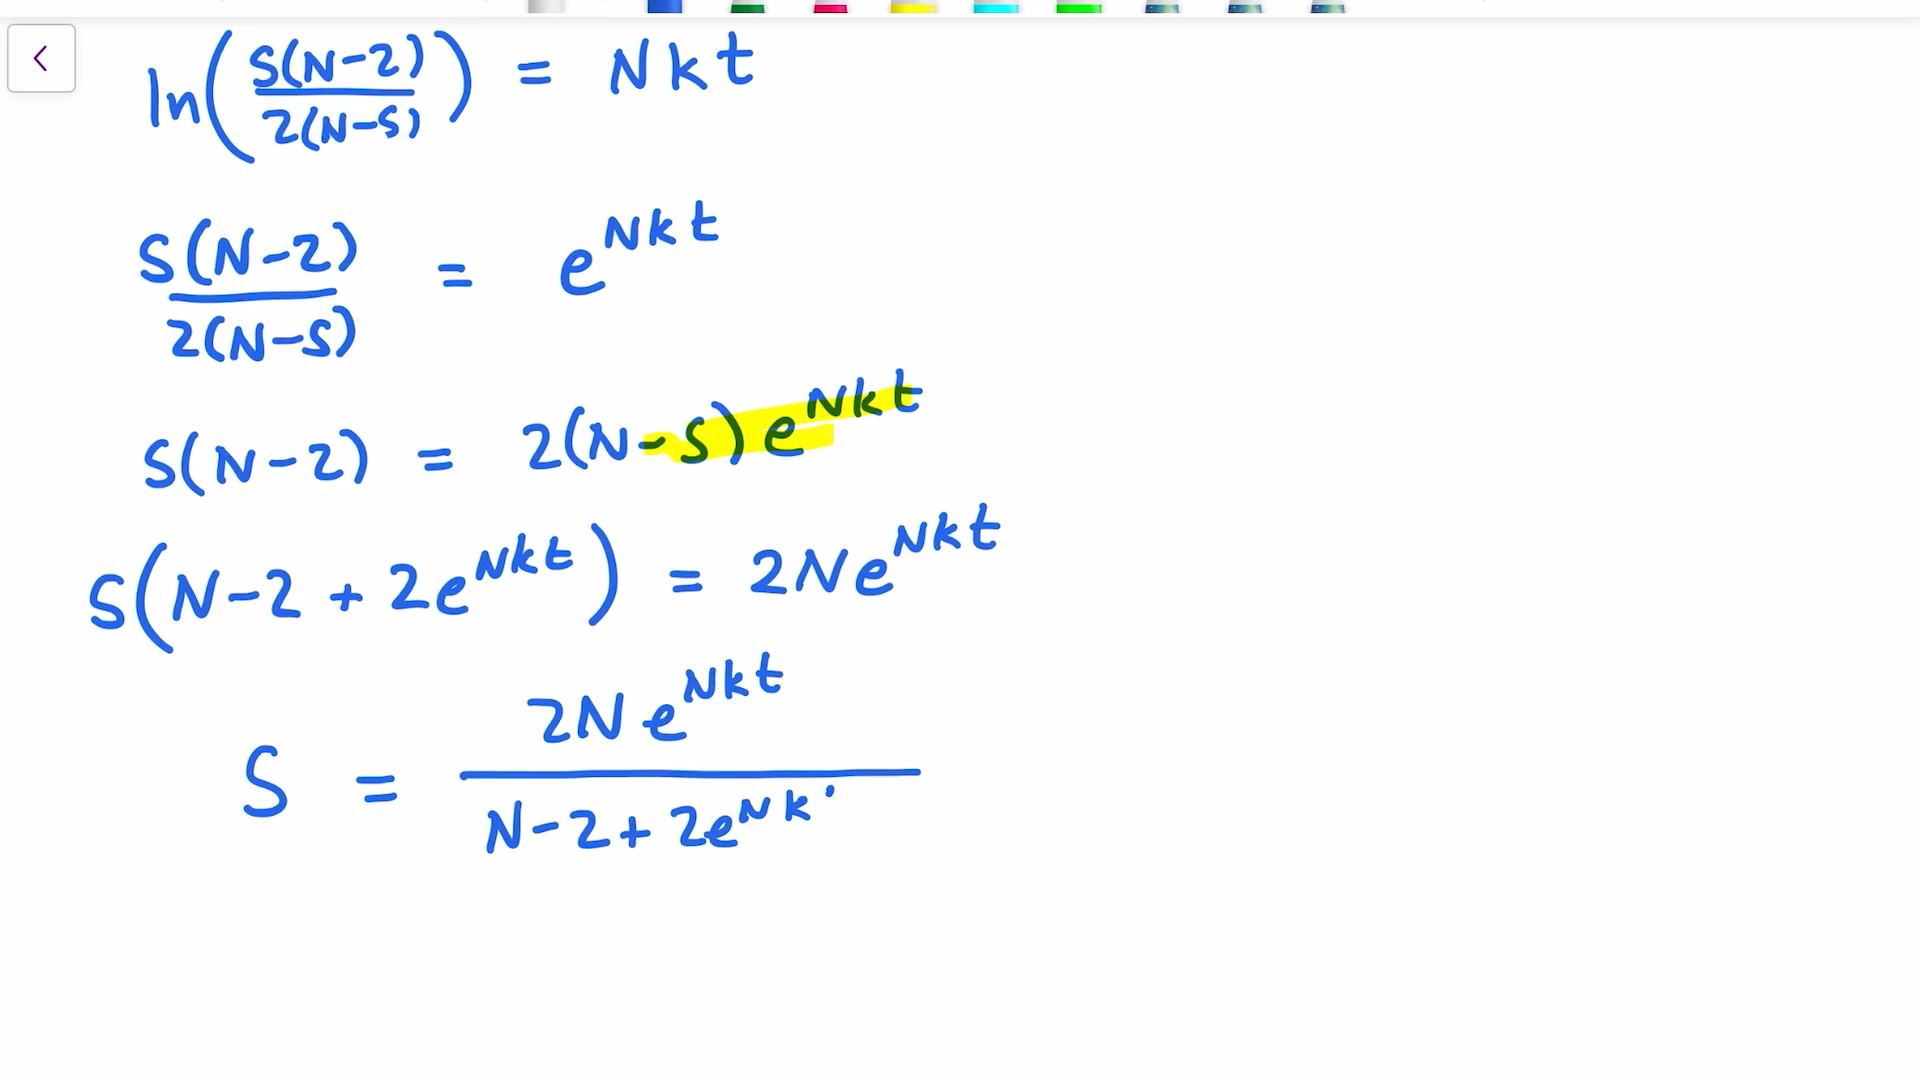 ln(S(N-2)/2(N-S)) = Nkt
S(N-2)/2(N-S) = e^Nkt
S(N-2) = 2(N-S)e^Nkt
S(N-2+2e^Nkt) = 2Ne^Nkt
S = 2Ne^Nkt/N-2+2e^Nk